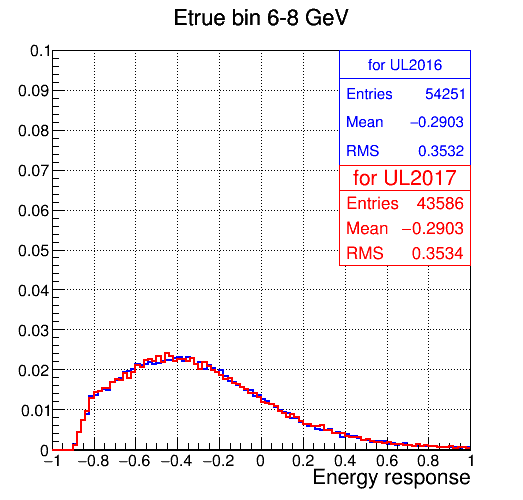 Etrue bin 6-8 GeV
0.1
0.09
0.08
0.07
0.06
0.05
0.04
0.03
0.02
0.01
0
for UL2016
Entries 54251
Mean −0.2903
RMS 0.3532
for UL2017
Entries 43586
Mean −0.2903
RMS 0.3534
−1 −0.8 −0.6 −0.4 −0.2 0 0.2 0.4 0.6 0.8 1
Energy response